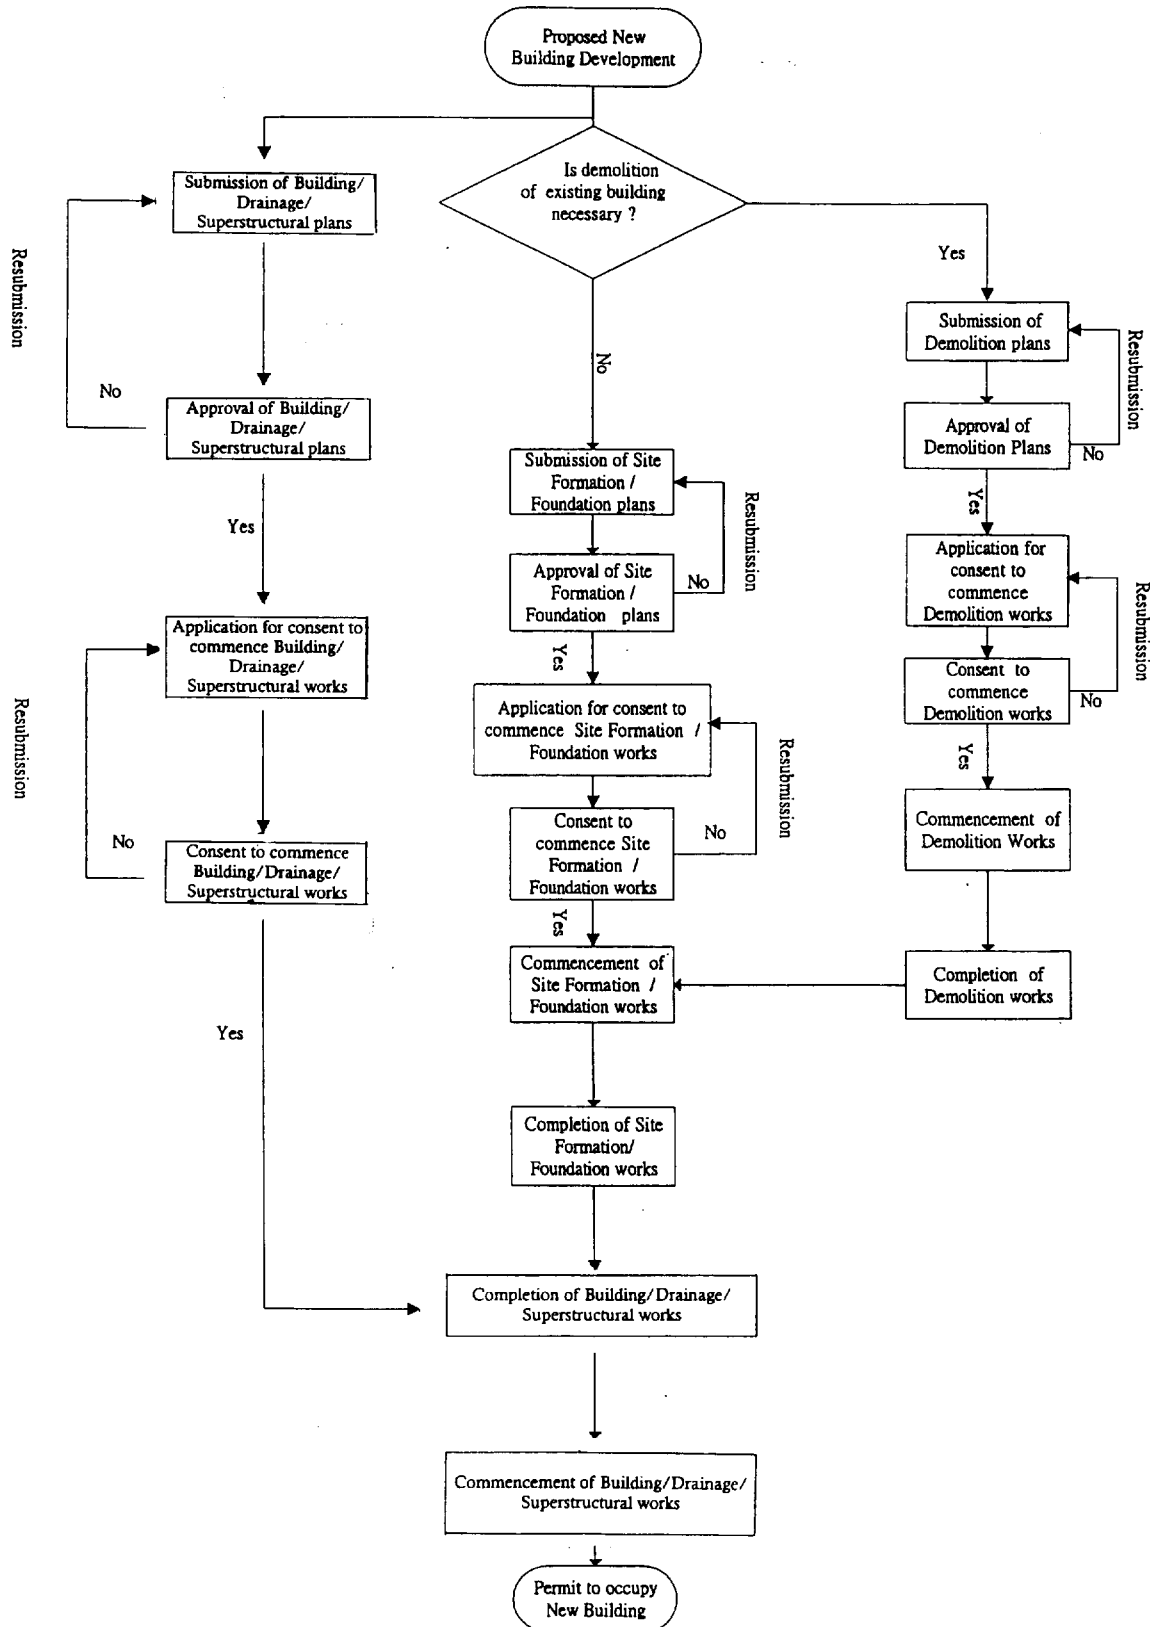 Proposed New
Building Development
Is demolition
of existing building
necessary ?
Submission of Building/
Drainage/
Superstructural plans
Resubmission
No
Approval of Building/
Drainage/
Superstructural plans
Yes
Application for consent to
commence Building/
Drainage/
Superstructural works
Resubmission
No
Consent to commence
Building/Drainage/
Superstructural works
Yes
No
Submission of Site
Formation /
Foundation plans
Resubmission
Approval of Site
Formation /
Foundation plans
No
Yes
Application for consent to
commence Site Formation /
Foundation works
Resubmission
Consent to
commence Site
Formation /
Foundation works
No
Yes
Commencement of
Site Formation /
Foundation works
Completion of Site
Formation/
Foundation works
Yes
Submission of
Demolition plans
Resubmission
Approval of
Demolition Plans
No
Yes
Application for
consent to
commence
Demolition works
Resubmission
Consent to
commence
Demolition works
No
Yes
Commencement of
Demolition Works
Completion of
Demolition works
Completion of Building/Drainage/
Superstructural works
Commencement of Building/Drainage/
Superstructural works
Permit to occupy
New Building